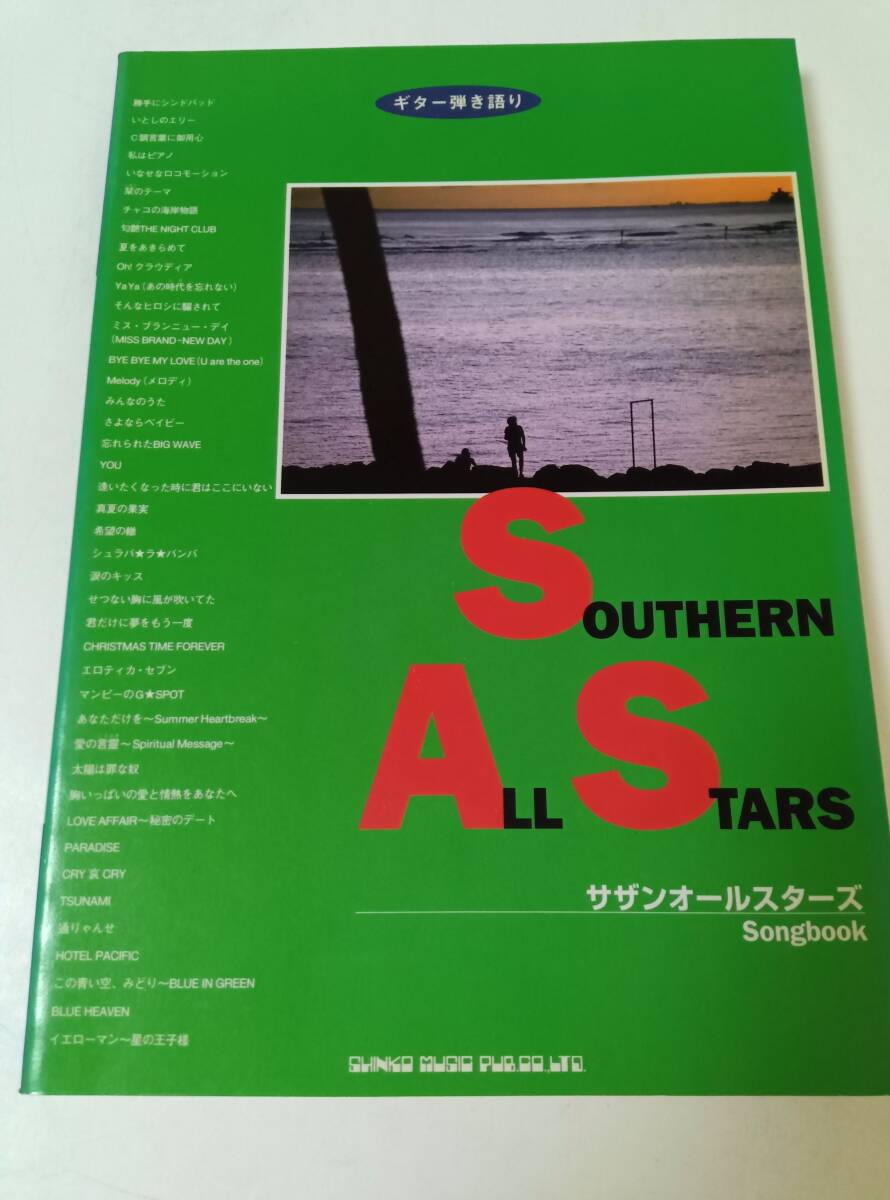 ギター弾き語り
勝手にシンドバッド
いとしのエリー
C調言葉に御用心
私はピアノ
いなせなロコモーション
栞のテーマ
チャコの海岸物語
匂艶THE NIGHT CLUB
夏をあきらめて
Oh!クラウディア
YaYa(あの時代を忘れない)
そんなヒロシに騙されて
ミス・ブランニュー・デイ
(MISS BRAND-NEW DAY)
BYE BYE MY LOVE(U are the one)
Melody(メロディ)
みんなのうた
さよならベイビー
忘れられたBIG WAVE
YOU
逢いたくなった時に君はここにいない
真夏の果実
希望の轍
シュラバ★ラ★バンバ
涙のキッス
せつない胸に風が吹いてた
君だけに夢をもう一度
CHRISTMAS TIME FOREVER
エロティカ・セブン
マンピーのG★SPOT
あなただけを〜Summer Heartbreak〜
愛の言霊〜Spiritual Message〜
太陽は罪な奴
胸いっぱいの愛と情熱をあなたへ
LOVE AFFAIR〜秘密のデート
PARADISE
CRY 哀 CRY
TSUNAMI
通りゃんせ
HOTEL PACIFIC
この青い空、みどり〜BLUE IN GREEN
BLUE HEAVEN
イエローマン〜星の王子様
SOUTHERN
ALL STARS
サザンオールスターズ
Songbook
SHINKO MUSIC PUB.CO.,LTD.